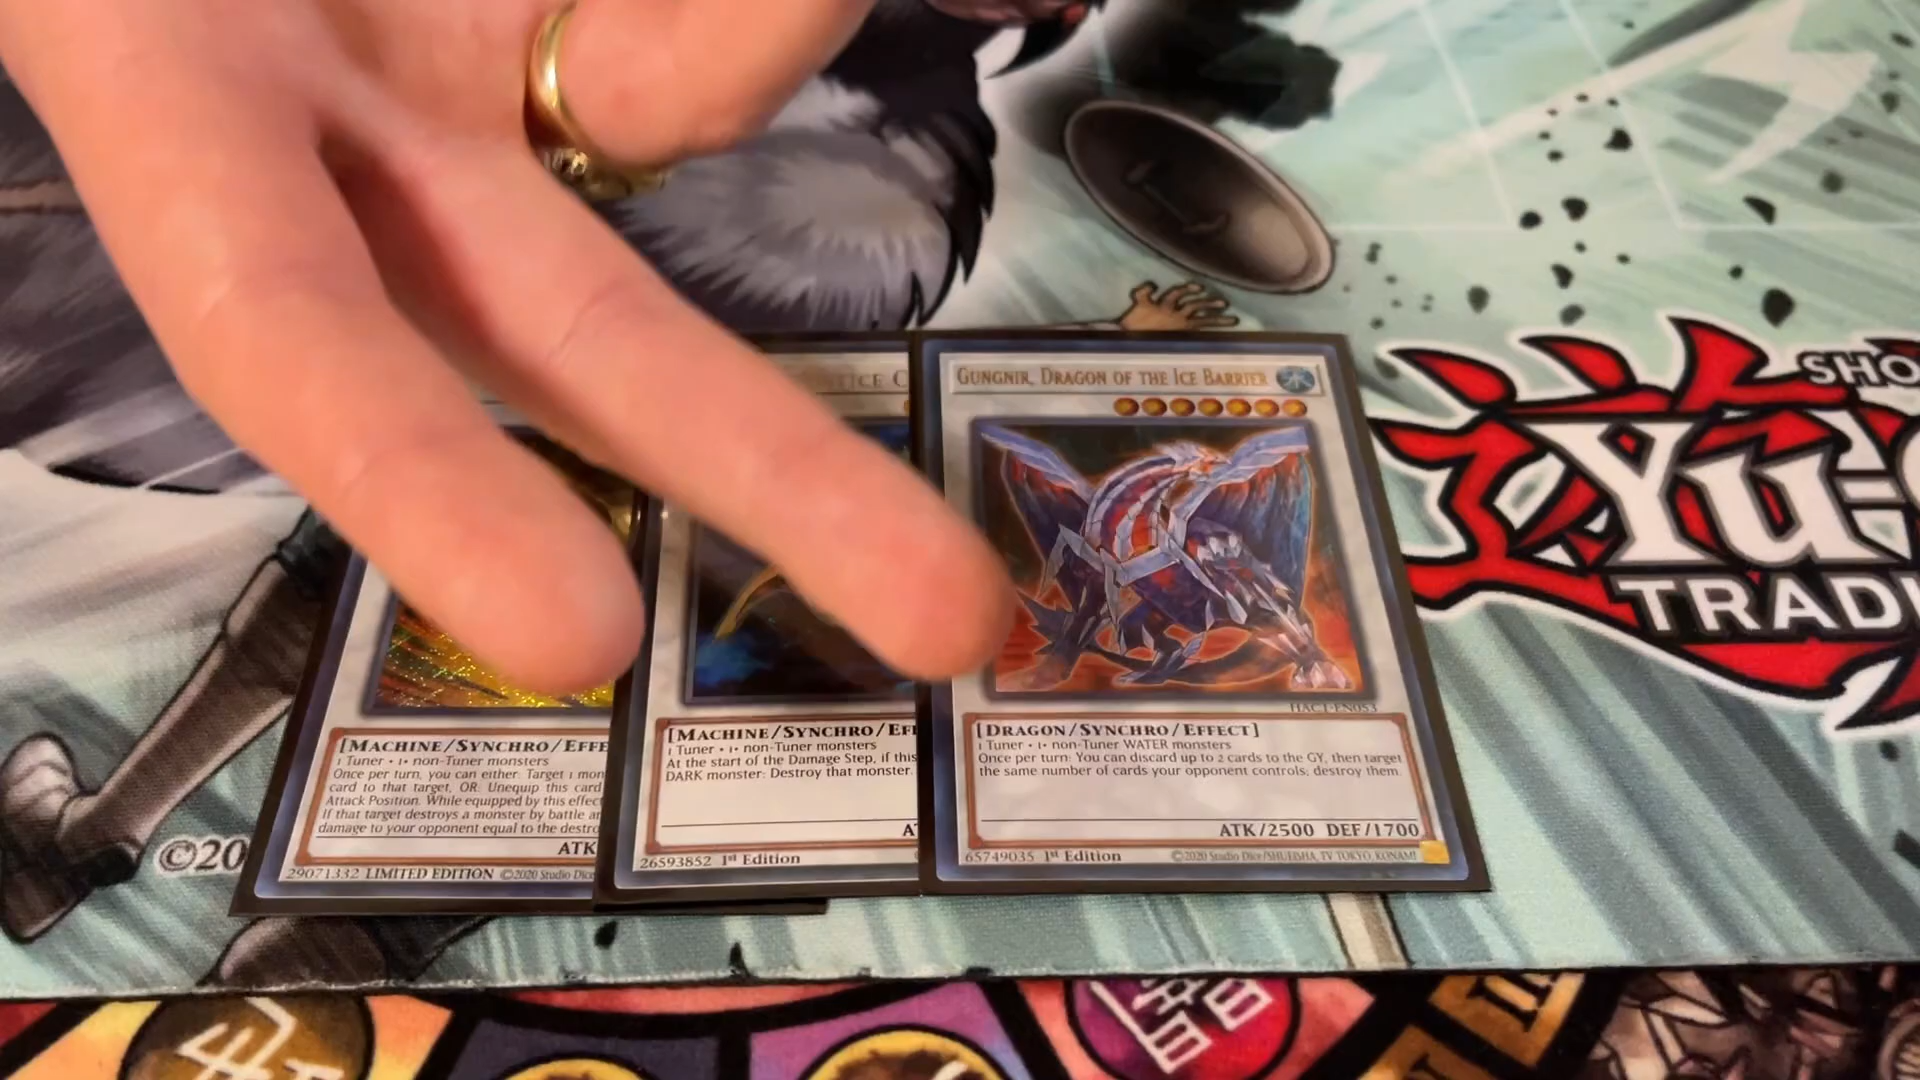 [MACHINE/SYNCHRO/EFFE
1 Tuner + 1+ non-Tuner monsters
Once per turn, you can either: Target 1 mon
card to that target, OR: Unequip this card
Attack Position. While equipped by this effect
If that target destroys a monster by battle an
damage to your opponent equal to the destro
ATK
29071332 LIMITED EDITION ©2020 Studio Dice
NTICE C
[MACHINE/SYNCHRO/EFF
1 Tuner + 1+ non-Tuner monsters
At the start of the Damage Step, if this
DARK monster: Destroy that monster.
AT
26593852 1st Edition
GUNGNIR, DRAGON OF THE ICE BARRIER
HAC1-EN053
[DRAGON/SYNCHRO/EFFECT]
1 Tuner + 1+ non-Tuner WATER monsters
Once per turn: You can discard up to 2 cards to the GY, then target
the same number of cards your opponent controls; destroy them.
ATK/2500 DEF/1700
65749035 1st Edition ©2020 Studio Dice/SHUEISHA, TV TOKYO, KONAMI
SHO
Yu-G
TRADI
©20